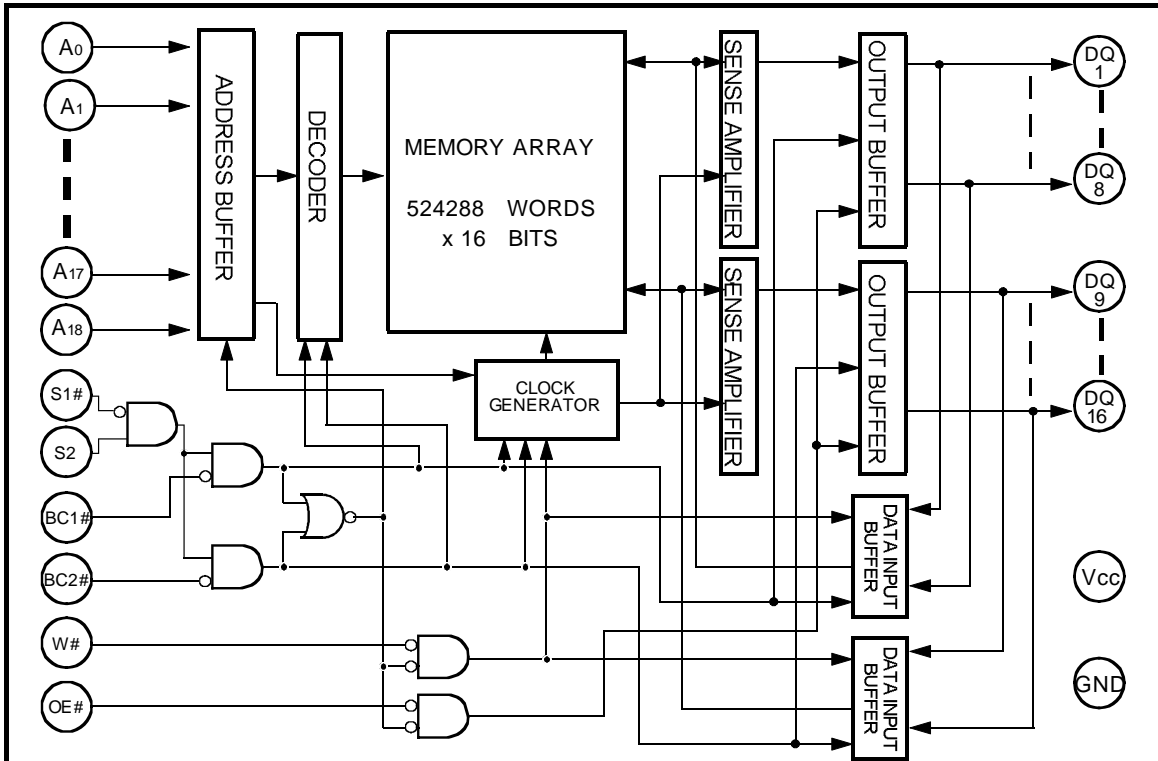 A0
A1
A17
A18
S1#
S2
BC1#
BC2#
W#
OE#
ADDRESS BUFFER
DECODER
MEMORY ARRAY
524288 WORDS
x 16 BITS
CLOCK
GENERATOR
SENSE AMPLIFIER
SENSE AMPLIFIER
OUTPUT BUFFER
OUTPUT BUFFER
DATA INPUT
BUFFER
DATA INPUT
BUFFER
DQ
1
DQ
8
DQ
9
DQ
16
Vcc
GND